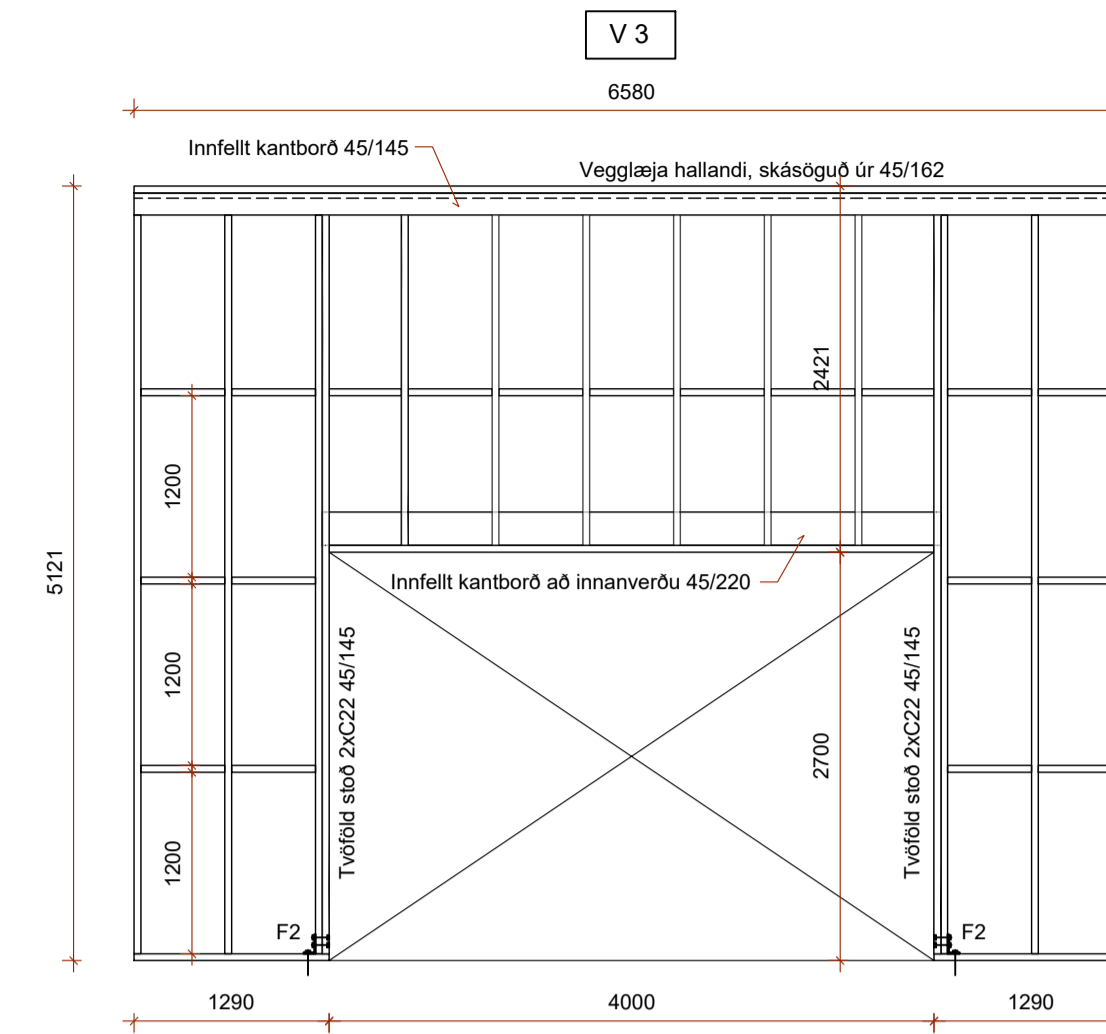 V 3
6580
Innfellt kantborð 45/145
Vegglæja hallandi, skásöguð úr 45/162
2421
1200
5121
Innfellt kantborð að innanverðu 45/220
Tvöföld stoð 2xC22 45/145
Tvöföld stoð 2xC22 45/145
1200
2700
1200
F2
F2
1290
4000
1290